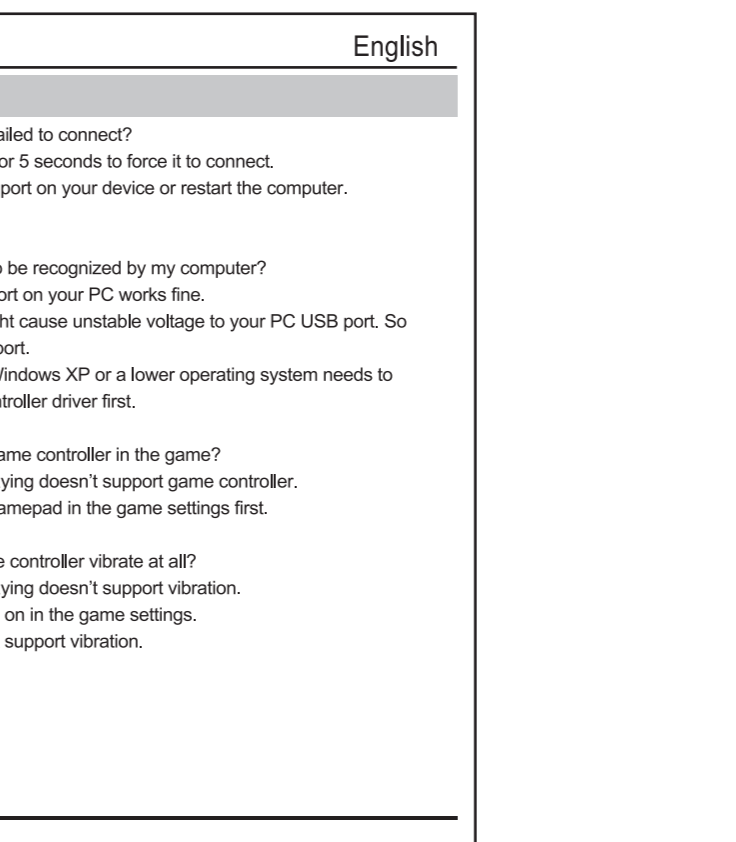 English
ailed to connect?
or 5 seconds to force it to connect.
port on your device or restart the computer.
be recognized by my computer?
ort on your PC works fine.
ht cause unstable voltage to your PC USB port. So
port.
Windows XP or a lower operating system needs to
troller driver first.
ame controller in the game?
ying doesn’t support game controller.
amepad in the game settings first.
controller vibrate at all?
ying doesn’t support vibration.
on in the game settings.
support vibration.